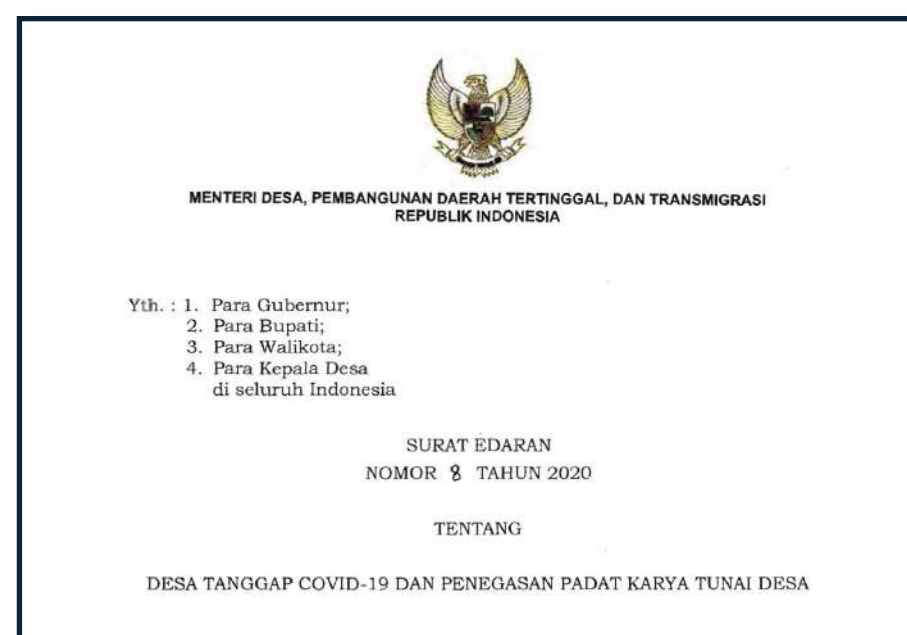 MENTERI DESA, PEMBANGUNAN DAERAH TERTINGGAL, DAN TRANSMIGRASI
REPUBLIK INDONESIA
Yth. : 1. Para Gubernur;
2. Para Bupati;
3. Para Walikota;
4. Para Kepala Desa
di seluruh Indonesia
SURAT EDARAN
NOMOR 8 TAHUN 2020
TENTANG
DESA TANGGAP COVID-19 DAN PENEGASAN PADAT KARYA TUNAI DESA